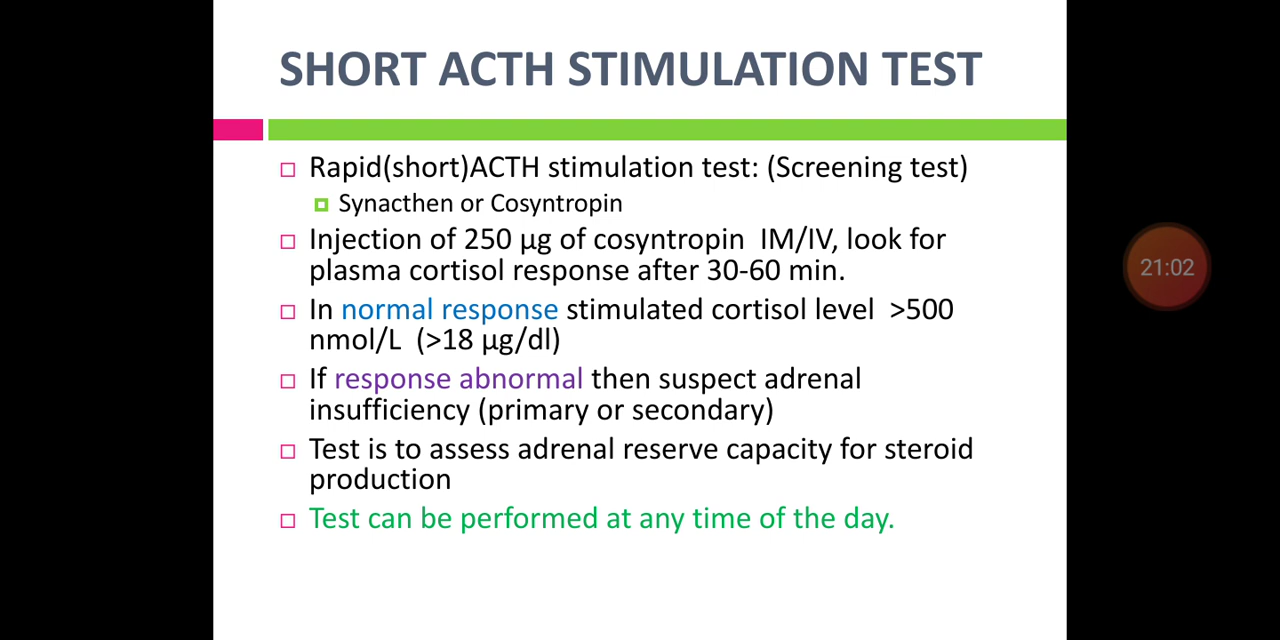 SHORT ACTH STIMULATION TEST
Rapid(short)ACTH stimulation test: (Screening test)
Synacthen or Cosyntropin
Injection of 250 µg of cosyntropin IM/IV, look for
plasma cortisol response after 30-60 min.
In normal response stimulated cortisol level >500
nmol/L (>18 µg/dl)
If response abnormal then suspect adrenal
insufficiency (primary or secondary)
Test is to assess adrenal reserve capacity for steroid
production
Test can be performed at any time of the day.
21:02